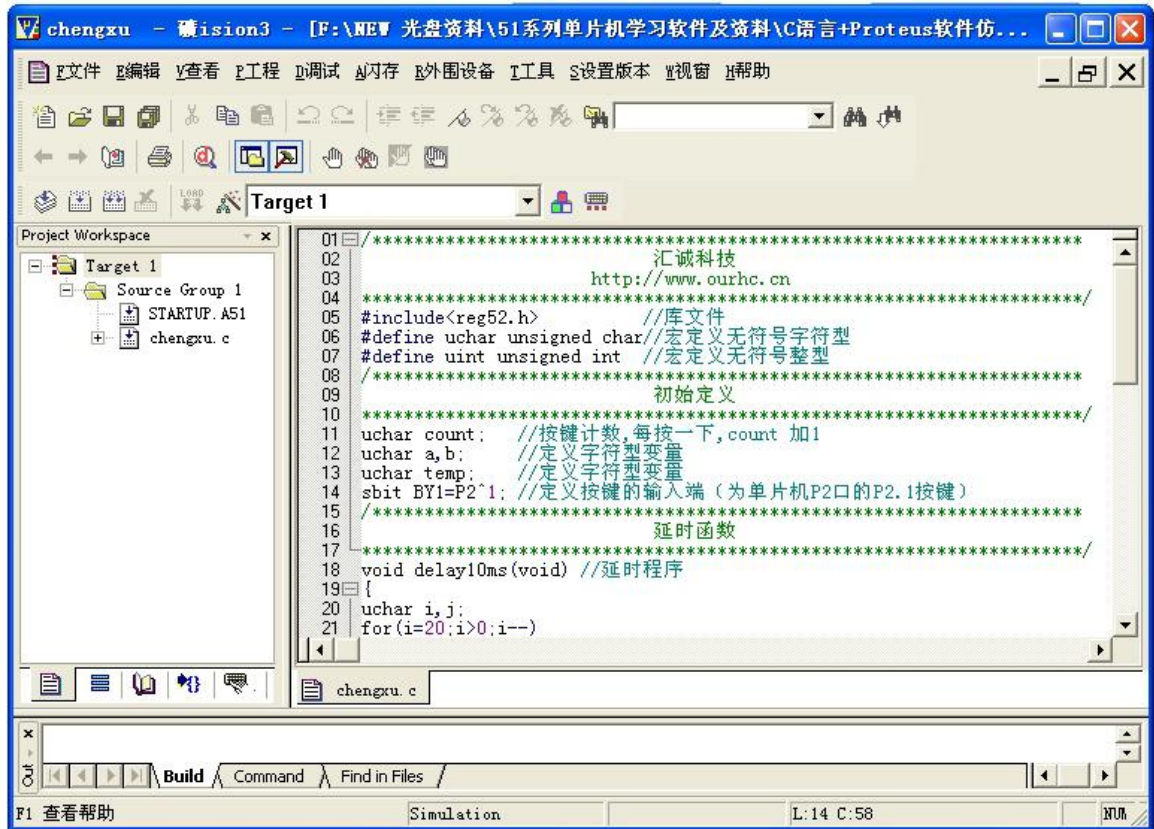 chengxu - 礦ision3 - [F:\NEW 光盘资料\51系列单片机学习软件及资料\C语言+Proteus软件仿...
F文件 E编辑 V查看 P工程 D调试 A闪存 R外围设备 T工具 S设置版本 W视窗 H帮助
LOAD
Target 1
Project Workspace
Target 1
Source Group 1
STARTUP.A51
chengxu.c
01 /********************************************************************
02 汇诚科技
03 http://www.ourhc.cn
04 *********************************************************************/
05 #include<reg52.h> //库文件
06 #define uchar unsigned char//宏定义无符号字符型
07 #define uint unsigned int //宏定义无符号整型
08 /********************************************************************
09 初始定义
10 *********************************************************************/
11 uchar count; //按键计数,每按一下,count 加1
12 uchar a,b; //定义字符型变量
13 uchar temp; //定义字符型变量
14 sbit BY1=P2^1; //定义按键的输入端（为单片机P2口的P2.1按键）
15 /********************************************************************
16 延时函数
17 *********************************************************************/
18 void delay10ms(void) //延时程序
19 {
20 uchar i,j;
21 for(i=20;i>0;i--)
chengxu.c
Out
Build Command Find in Files
F1 查看帮助 Simulation L:14 C:58 NUM